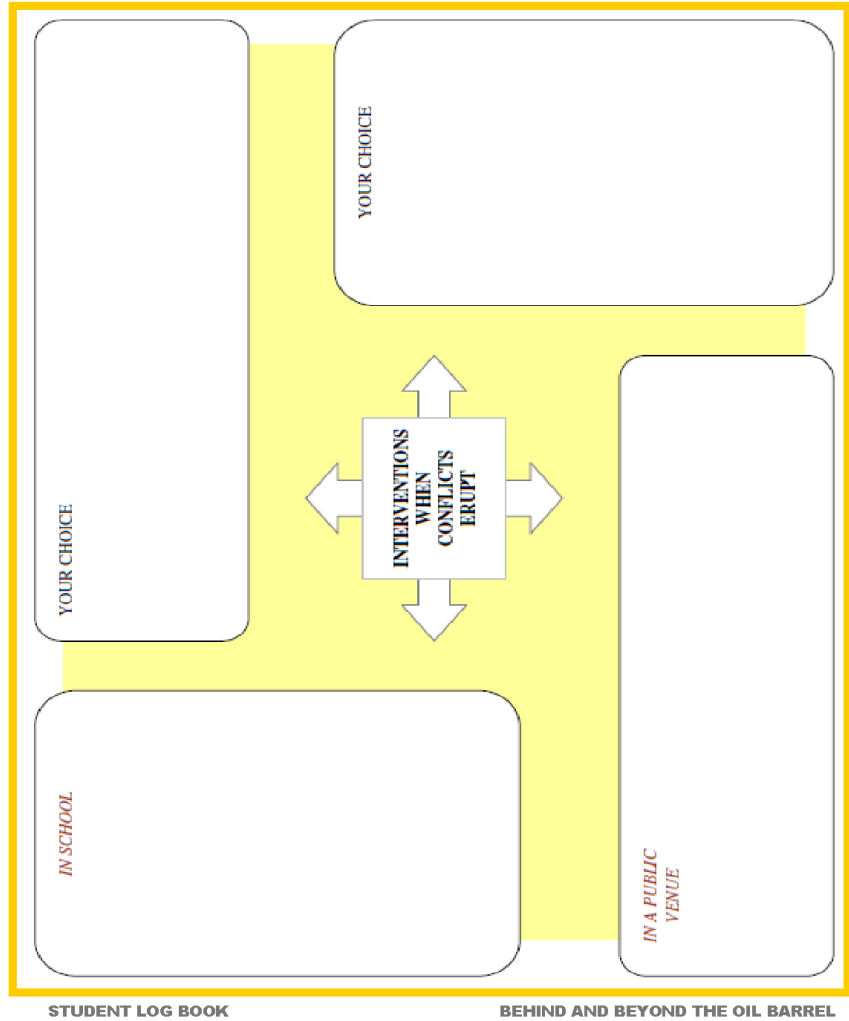 IN SCHOOL
YOUR CHOICE
YOUR CHOICE
INTERVENTIONS
WHEN
CONFLICTS
ERUPT
IN A PUBLIC
VENUE
STUDENT LOG BOOK
BEHIND AND BEYOND THE OIL BARREL